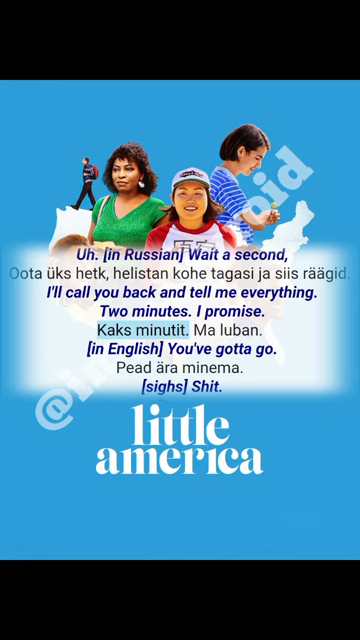 Uh. [in Russian] Wait a second,
Oota üks hetk, helistan kohe tagasi ja siis räägid.
I'll call you back and tell me everything.
Two minutes. I promise.
Kaks minutit. Ma luban.
[in English] You've gotta go.
Pead ära minema.
[sighs] Shit.
little
america